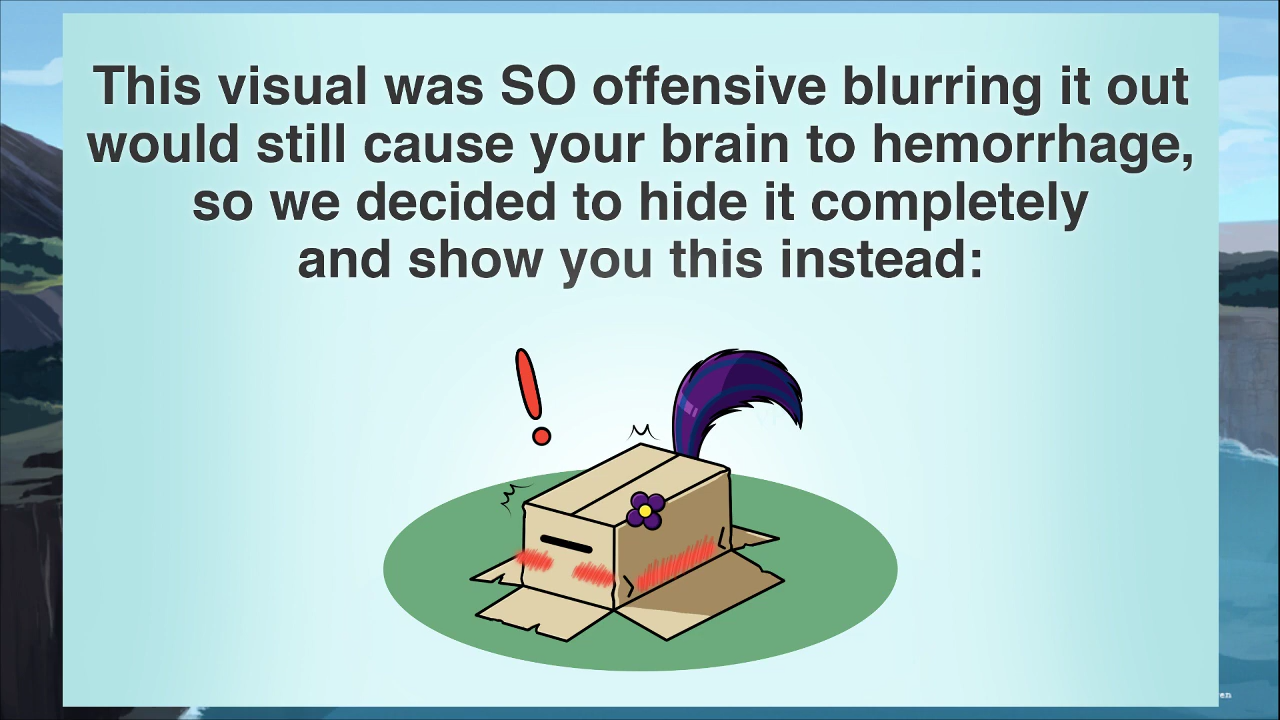 This visual was SO offensive blurring it out
would still cause your brain to hemorrhage,
so we decided to hide it completely
and show you this instead:
!